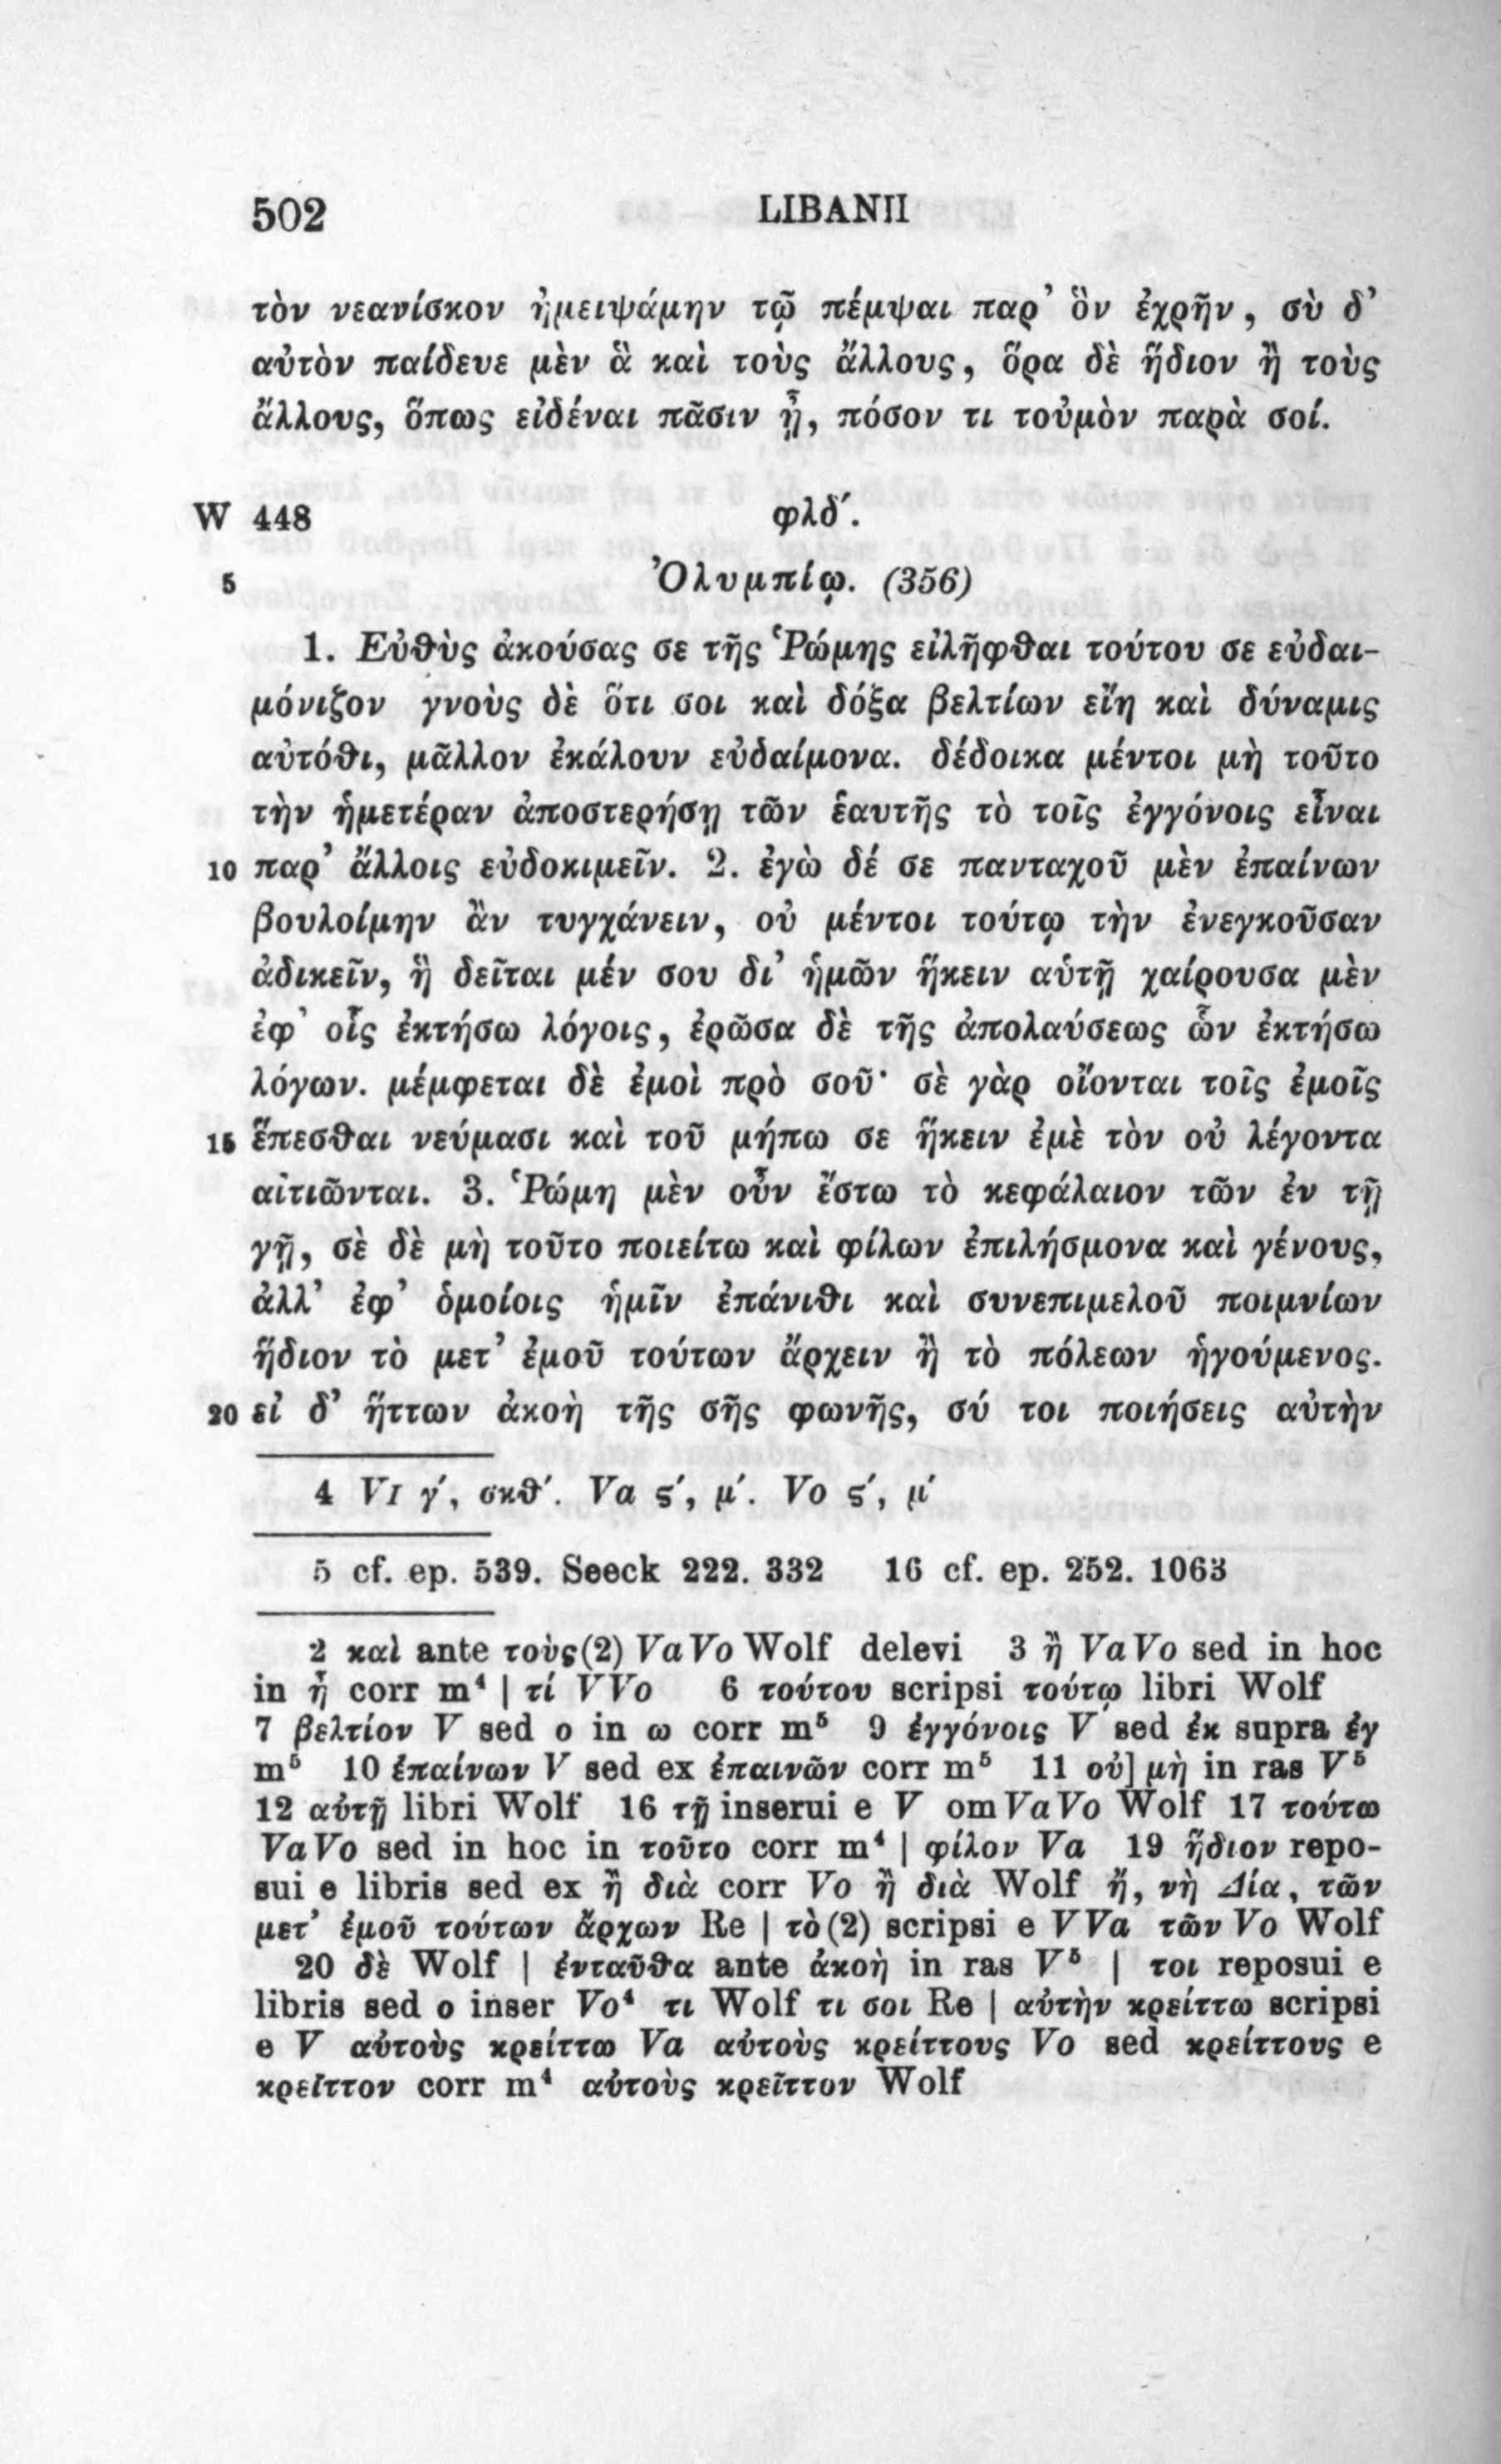 502 LIBANII
τὸν νεανίσκον ἠμειψάμην τῷ πέμψαι παρ’ ὃν ἐχρῆν, σὺ δ’
αὐτὸν παίδευε μὲν ἃ καὶ τοὺς ἄλλους, ὅρα δὲ ἥδιον ἢ τοὺς
ἄλλους, ὅπως εἰδέναι πᾶσιν ᾖ, πόσον τι τοὐμὸν παρὰ σοί.
W 448 φλδ΄.
5 Ὀλυμπίῳ. (356)
1. Εὐθὺς ἀκούσας σε τῆς Ῥώμης εἰλῆφθαι τούτου σε εὐδαι-
μόνιζον γνοὺς δὲ ὅτι σοι καὶ δόξα βελτίων εἴη καὶ δύναμις
αὐτόθι, μᾶλλον ἐκάλουν εὐδαίμονα. δέδοικα μέντοι μὴ τοῦτο
τὴν ἡμετέραν ἀποστερήσῃ τῶν ἑαυτῆς τὸ τοῖς ἐγγόνοις εἶναι
10 παρ’ ἄλλοις εὐδοκιμεῖν. 2. ἐγὼ δέ σε πανταχοῦ μὲν ἐπαίνων
βουλοίμην ἂν τυγχάνειν, οὐ μέντοι τούτῳ τὴν ἐνεγκοῦσαν
ἀδικεῖν, ἣ δεῖται μέν σου δι’ ἡμῶν ἥκειν αὑτῇ χαίρουσα μὲν
ἐφ’ οἷς ἐκτήσω λόγοις, ἐρῶσα δὲ τῆς ἀπολαύσεως ὧν ἐκτήσω
λόγων. μέμφεται δὲ ἐμοὶ πρὸ σοῦ· σὲ γὰρ οἴονται τοῖς ἐμοῖς
15 ἕπεσθαι νεύμασι καὶ τοῦ μήπω σε ἥκειν ἐμὲ τὸν οὐ λέγοντα
αἰτιῶνται. 3. Ῥώμη μὲν οὖν ἔστω τὸ κεφάλαιον τῶν ἐν τῇ
γῇ, σὲ δὲ μὴ τοῦτο ποιείτω καὶ φίλων ἐπιλήσμονα καὶ γένους,
ἀλλ’ ἐφ’ ὁμοίοις ἡμῖν ἐπάνιθι καὶ συνεπιμελοῦ ποιμνίων
ἥδιον τὸ μετ’ ἐμοῦ τούτων ἄρχειν ἢ τὸ πόλεων ἡγούμενος.
20 εἰ δ’ ἥττων ἀκοὴ τῆς σῆς φωνῆς, σύ τοι ποιήσεις αὐτὴν
4 VI γ΄, σκθ΄. Va ϛ΄, μ΄. Vo ϛ΄, μ΄
5 cf. ep. 539. Seeck 222. 332 16 cf. ep. 252. 1063
2 καὶ ante τοὺς(2) Va Vo Wolf delevi 3 ἢ Va Vo sed in hoc
in ᾖ corr m⁴ | τί V Vo 6 τούτου scripsi τούτῳ libri Wolf
7 βελτίον V sed ο in ω corr m⁵ 9 ἐγγόνοις V sed ἐκ supra ἐγ
m⁵ 10 ἐπαίνων V sed ex ἐπαινῶν corr m⁵ 11 οὐ] μὴ in ras V⁵
12 αὐτῇ libri Wolf 16 τῇ inserui e V om Va Vo Wolf 17 τούτω
Va Vo sed in hoc in τοῦτο corr m⁴ | φίλον Va 19 ἥδιον repo-
sui e libris sed ex ἢ διὰ corr Vo ἢ διὰ Wolf ἤ, νὴ Δία, τῶν
μετ’ ἐμοῦ τούτων ἄρχων Re | τὸ(2) scripsi e V Va τῶν Vo Wolf
20 δὲ Wolf | ἐνταῦθα ante ἀκοὴ in ras V⁵ | τοι reposui e
libris sed ο inser Vo⁴ τι Wolf τι σοι Re | αὐτὴν κρείττω scripsi
e V αὐτοὺς κρείττω Va αὐτοὺς κρείττους Vo sed κρείττους e
κρεῖττον corr m⁴ αὐτοὺς κρεῖττον Wolf